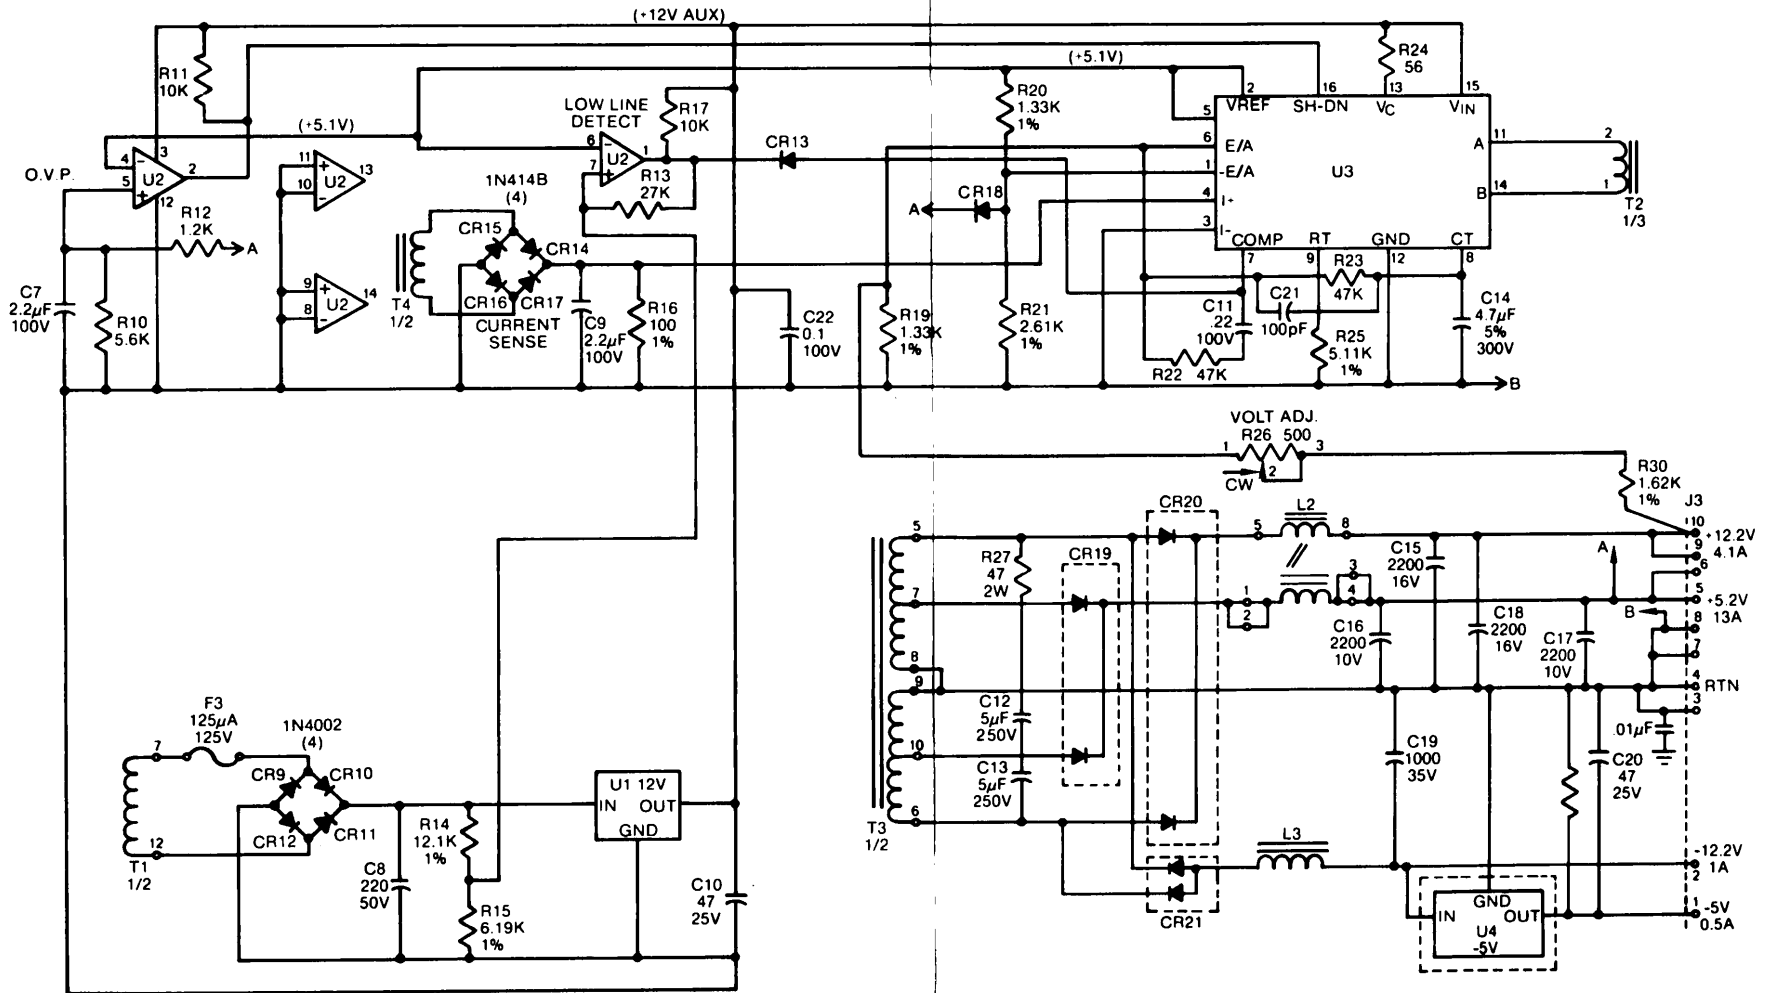 (+12V AUX)
R11
10K
(+5.1V)
4
-
3
2
U2
5
+
12
O.V.P.
R12
1.2K
A
C7
2.2µF
100V
R10
5.6K
11
+
13
U2
10
-
9
+
14
U2
8
-
LOW LINE
DETECT
6
-
1
U2
7
+
R17
10K
R13
27K
CR13
1N414B
(4)
CR15
CR14
CR16
CR17
T4
1/2
CURRENT
SENSE
C9
2.2µF
100V
R16
100
1%
C22
0.1
100V
(+5.1V)
R20
1.33K
1%
CR18
A
R19
1.33K
1%
R21
2.61K
1%
R24
56
2
16
13
15
VREF
SH-DN
VC
VIN
5
6
E/A
1
-E/A
4
I+
3
I-
U3
A
11
B
14
2
1
T2
1/3
COMP
RT
GND
CT
7
9
12
8
R23
47K
C21
100pF
C11
.22
100V
R22
47K
R25
5.11K
1%
C14
4.7µF
5%
300V
B
VOLT ADJ.
R26 500
1
3
2
CW
R30
1.62K
1%
J3
10
+12.2V
9
4.1A
6
5
+5.2V
13A
8
7
4
RTN
3
-12.2V
1A
2
1
-5V
0.5A
A
B
CR20
L2
5
8
CR19
5
7
8
9
10
6
T3
1/2
R27
47
2W
C12
5µF
250V
C13
5µF
250V
1
2
3
4
C15
2200
16V
C16
2200
10V
C18
2200
16V
C17
2200
10V
C19
1000
35V
.01µF
C20
47
25V
L3
CR21
GND
IN
OUT
U4
-5V
F3
125µA
125V
1N4002
(4)
7
12
T1
1/2
CR9
CR10
CR12
CR11
C8
220
50V
R14
12.1K
1%
R15
6.19K
1%
U1 12V
IN
OUT
GND
C10
47
25V